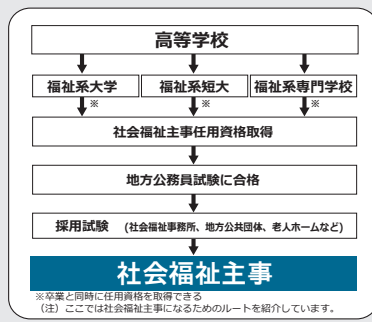 高等学校
福祉系大学 福祉系短大 福祉系専門学校
※ ※ ※
社会福祉主事任用資格取得
地方公務員試験に合格
採用試験 (社会福祉事務所、地方公共団体、老人ホームなど)
社会福祉主事
※卒業と同時に任用資格を取得できる
(注) ここでは社会福祉主事になるためのルートを紹介しています。